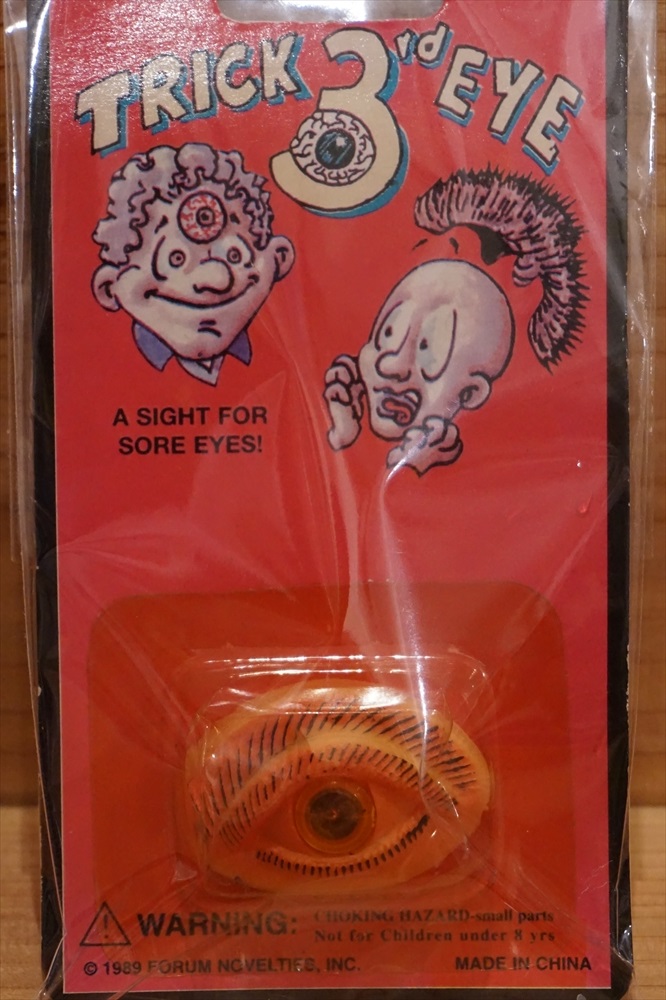 TRICK 3rd EYE
A SIGHT FOR
SORE EYES!
WARNING: CHOKING HAZARD-small parts
Not for Children under 8 yrs
© 1989 FORUM NOVELTIES, INC. MADE IN CHINA